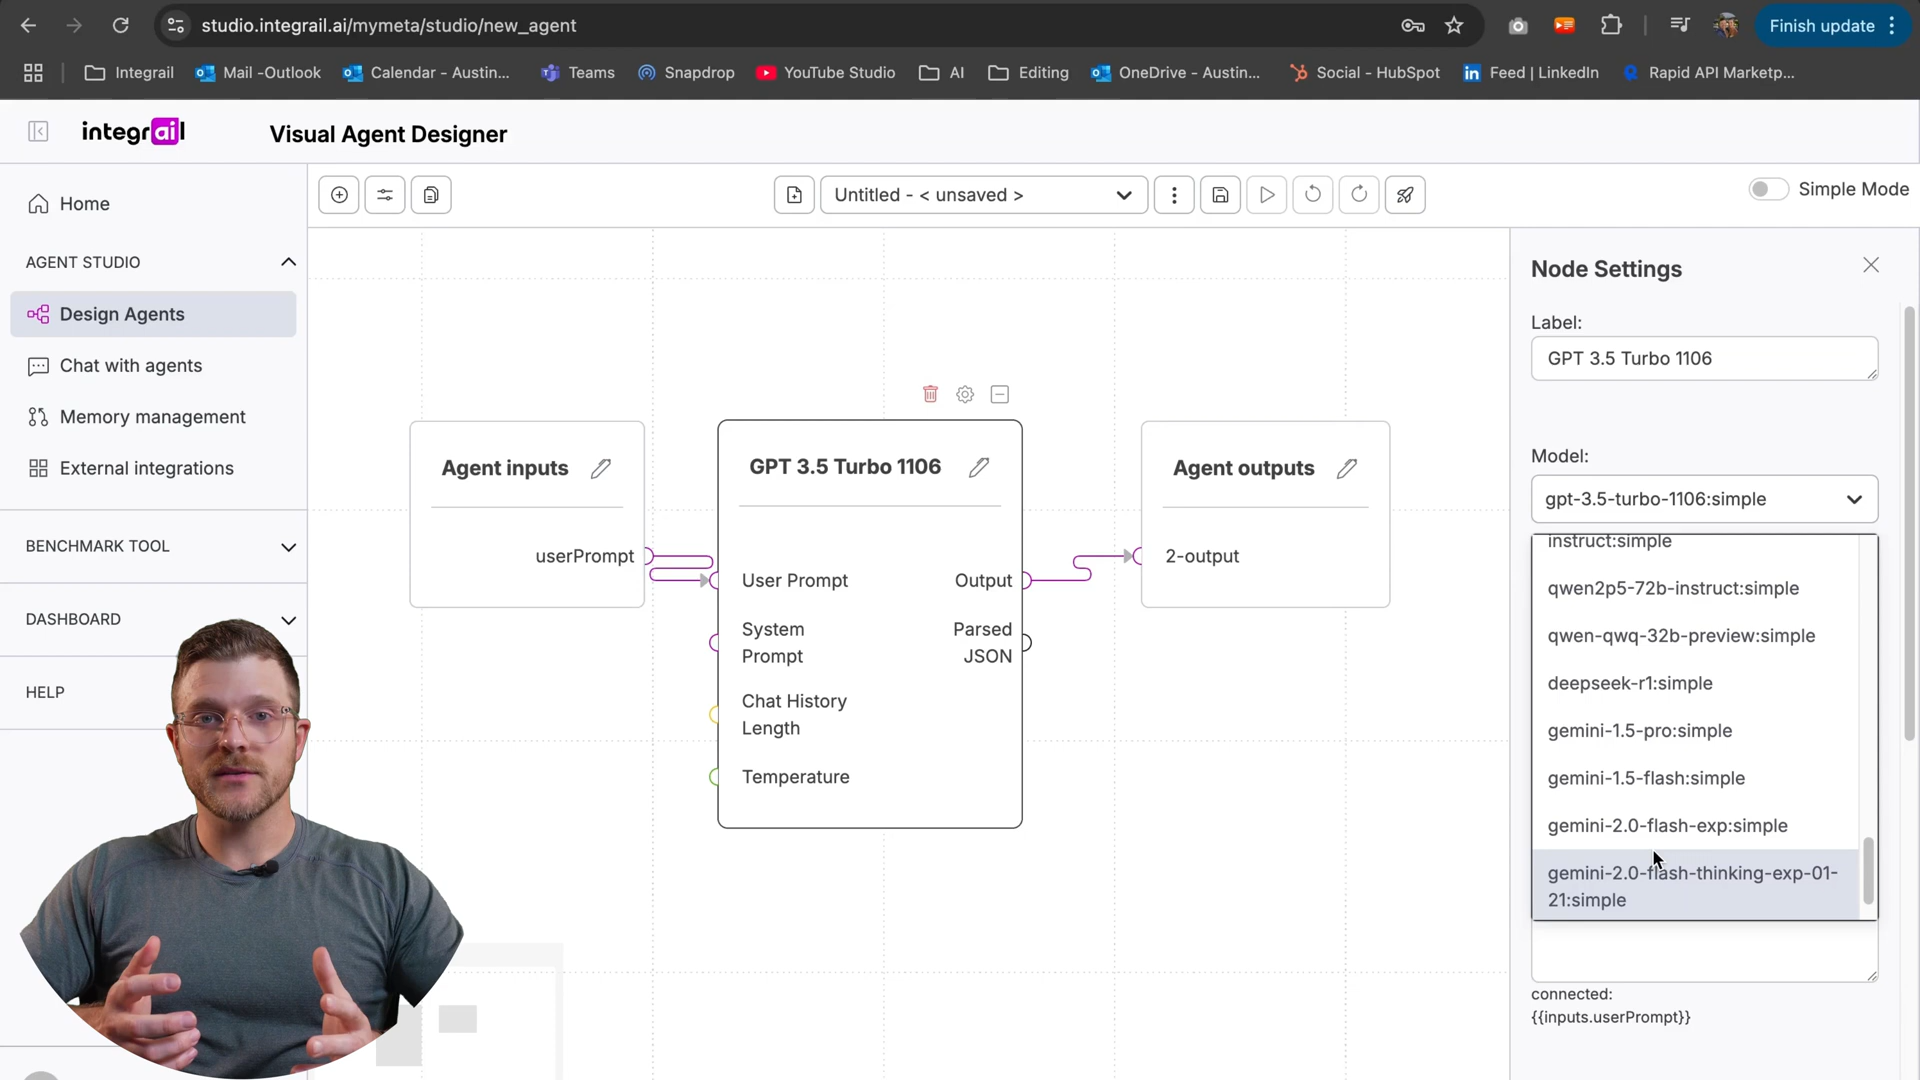 studio.integrail.ai/mymeta/studio/new_agent
Finish update
Integrail
Mail -Outlook
Calendar - Austin...
Teams
Snapdrop
YouTube Studio
AI
Editing
OneDrive - Austin,...
Social - HubSpot
Feed | LinkedIn
Rapid API Marketp...
integrail
Visual Agent Designer
Untitled - < unsaved >
Simple Mode
Home
AGENT STUDIO
Design Agents
Chat with agents
Memory management
External integrations
BENCHMARK TOOL
DASHBOARD
HELP
Agent inputs
userPrompt
GPT 3.5 Turbo 1106
User Prompt
Output
System
Prompt
Parsed
JSON
Chat History
Length
Temperature
Agent outputs
2-output
Node Settings
Label:
GPT 3.5 Turbo 1106
Model:
gpt-3.5-turbo-1106:simple
instruct:simple
qwen2p5-72b-instruct:simple
qwen-qwq-32b-preview:simple
deepseek-r1:simple
gemini-1.5-pro:simple
gemini-1.5-flash:simple
gemini-2.0-flash-exp:simple
gemini-2.0-flash-thinking-exp-01-
21:simple
connected:
{{inputs.userPrompt}}